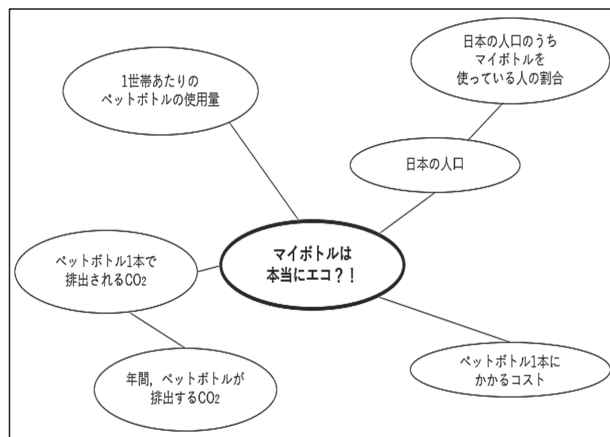 日本の人口のうち
マイボトルを
使っている人の割合
1世帯あたりの
ペットボトルの使用量
日本の人口
マイボトルは
本当にエコ？！
ペットボトル1本で
排出されるCO₂
ペットボトル1本に
かかるコスト
年間，ペットボトルが
排出するCO₂